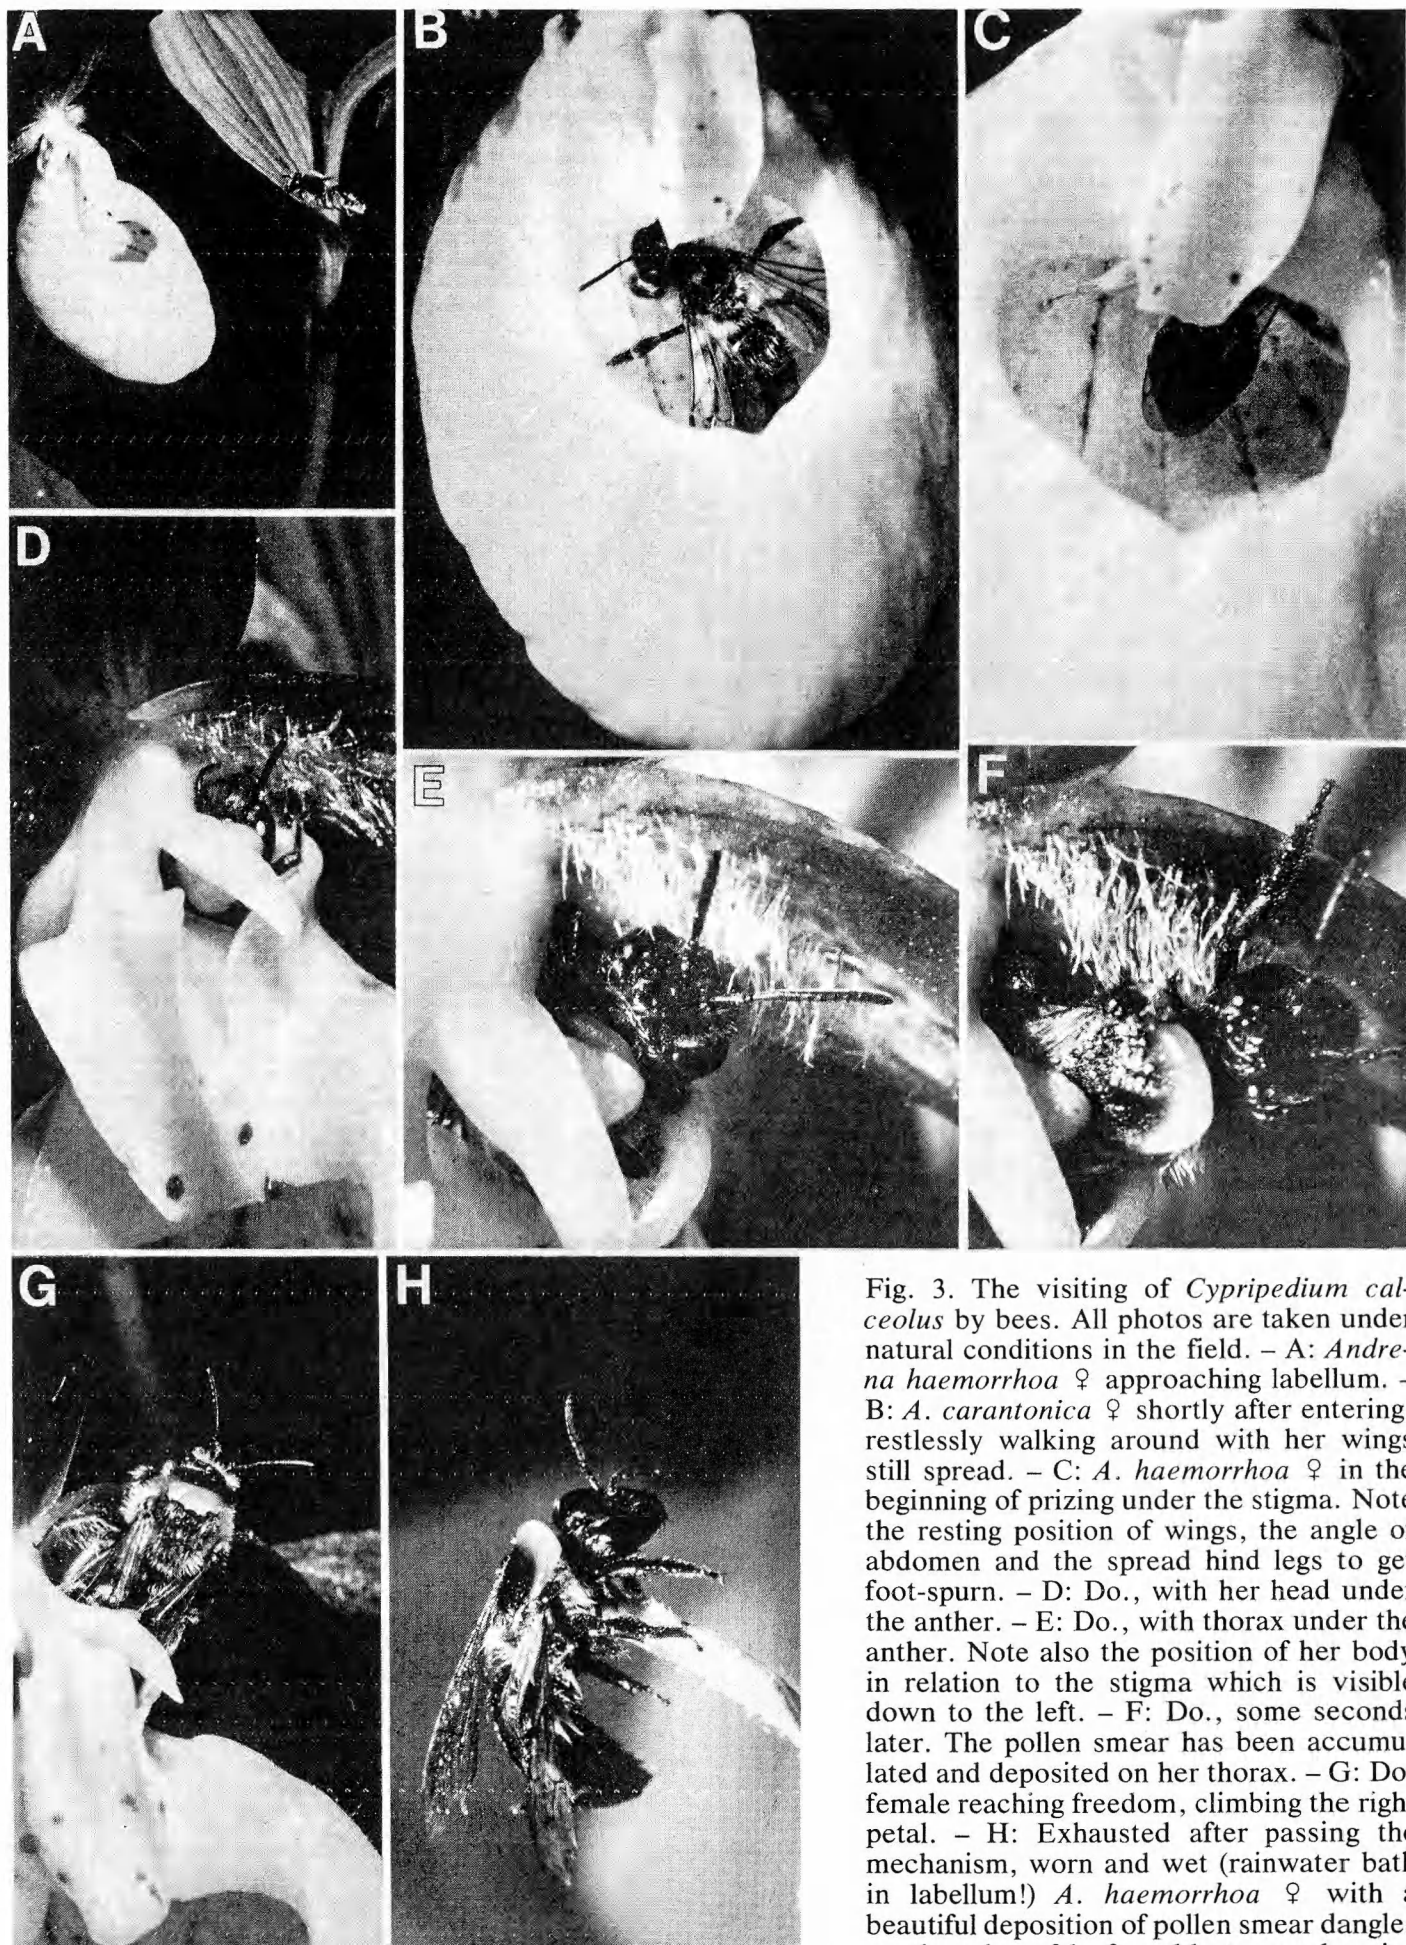 A
B
C
D
E
F
G
H
Fig. 3. The visiting of Cypripedium cal-
ceolus by bees. All photos are taken under
natural conditions in the field. – A: Andre-
na haemorrhoa ♀ approaching labellum. –
B: A. carantonica ♀ shortly after entering
restlessly walking around with her wings
still spread. – C: A. haemorrhoa ♀ in the
beginning of prizing under the stigma. Note
the resting position of wings, the angle o
abdomen and the spread hind legs to ge
foot-spurn. – D: Do., with her head under
the anther. – E: Do., with thorax under the
anther. Note also the position of her body
in relation to the stigma which is visible
down to the left. – F: Do., some seconds
later. The pollen smear has been accumu
lated and deposited on her thorax. – G: Do
female reaching freedom, climbing the righ
petal. – H: Exhausted after passing the
mechanism, worn and wet (rainwater bath
in labellum!) A. haemorrhoa ♀ with a
beautiful deposition of pollen smear dangle